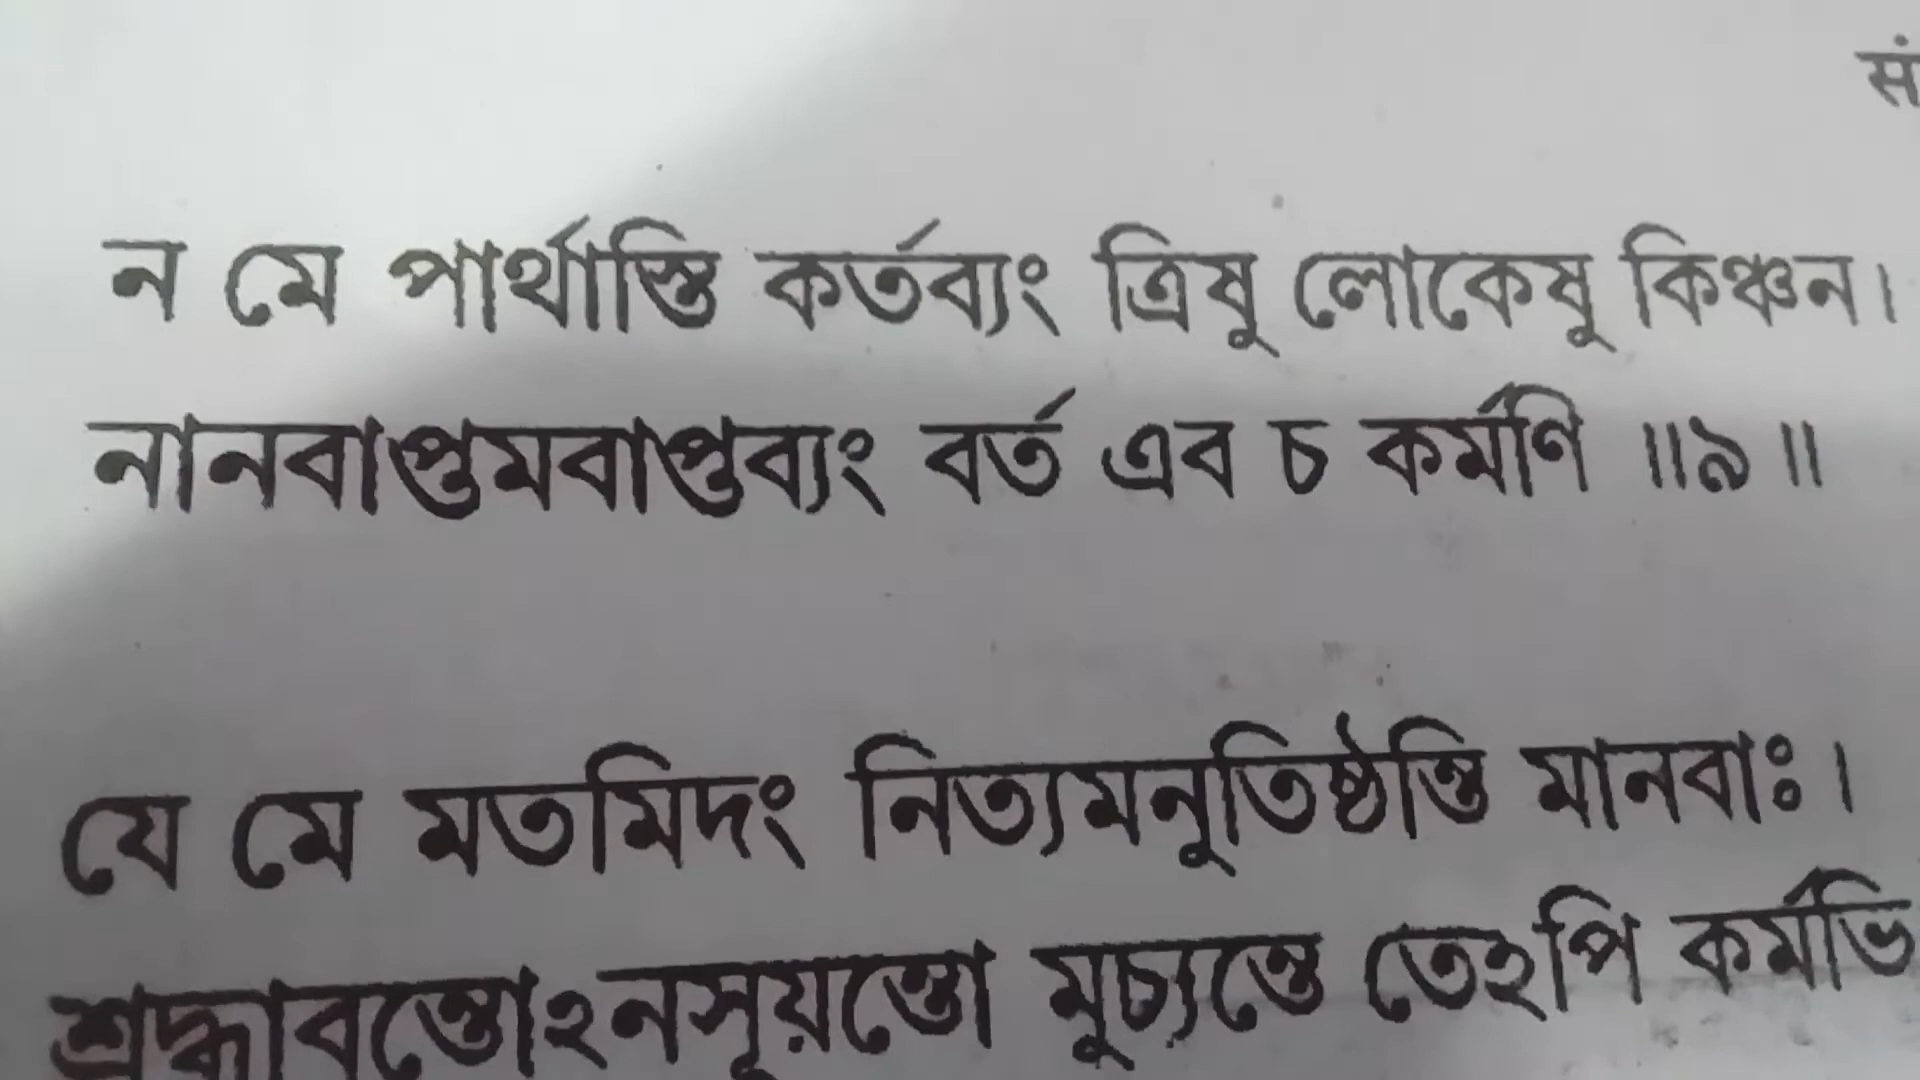 सं
ন মে পার্থাস্তি কর্তব্যং ত্রিষু লোকেষু কিঞ্চন।
নানবাপ্তমবাপ্তব্যং বর্ত এব চ কর্মণি ॥৯॥
যে মে মতমিদং নিত্যমনুতিষ্ঠন্তি মানবাঃ।
শ্রদ্ধাবন্তোঽনসূয়ন্তো মুচ্যন্তে তেঽপি কর্মভি